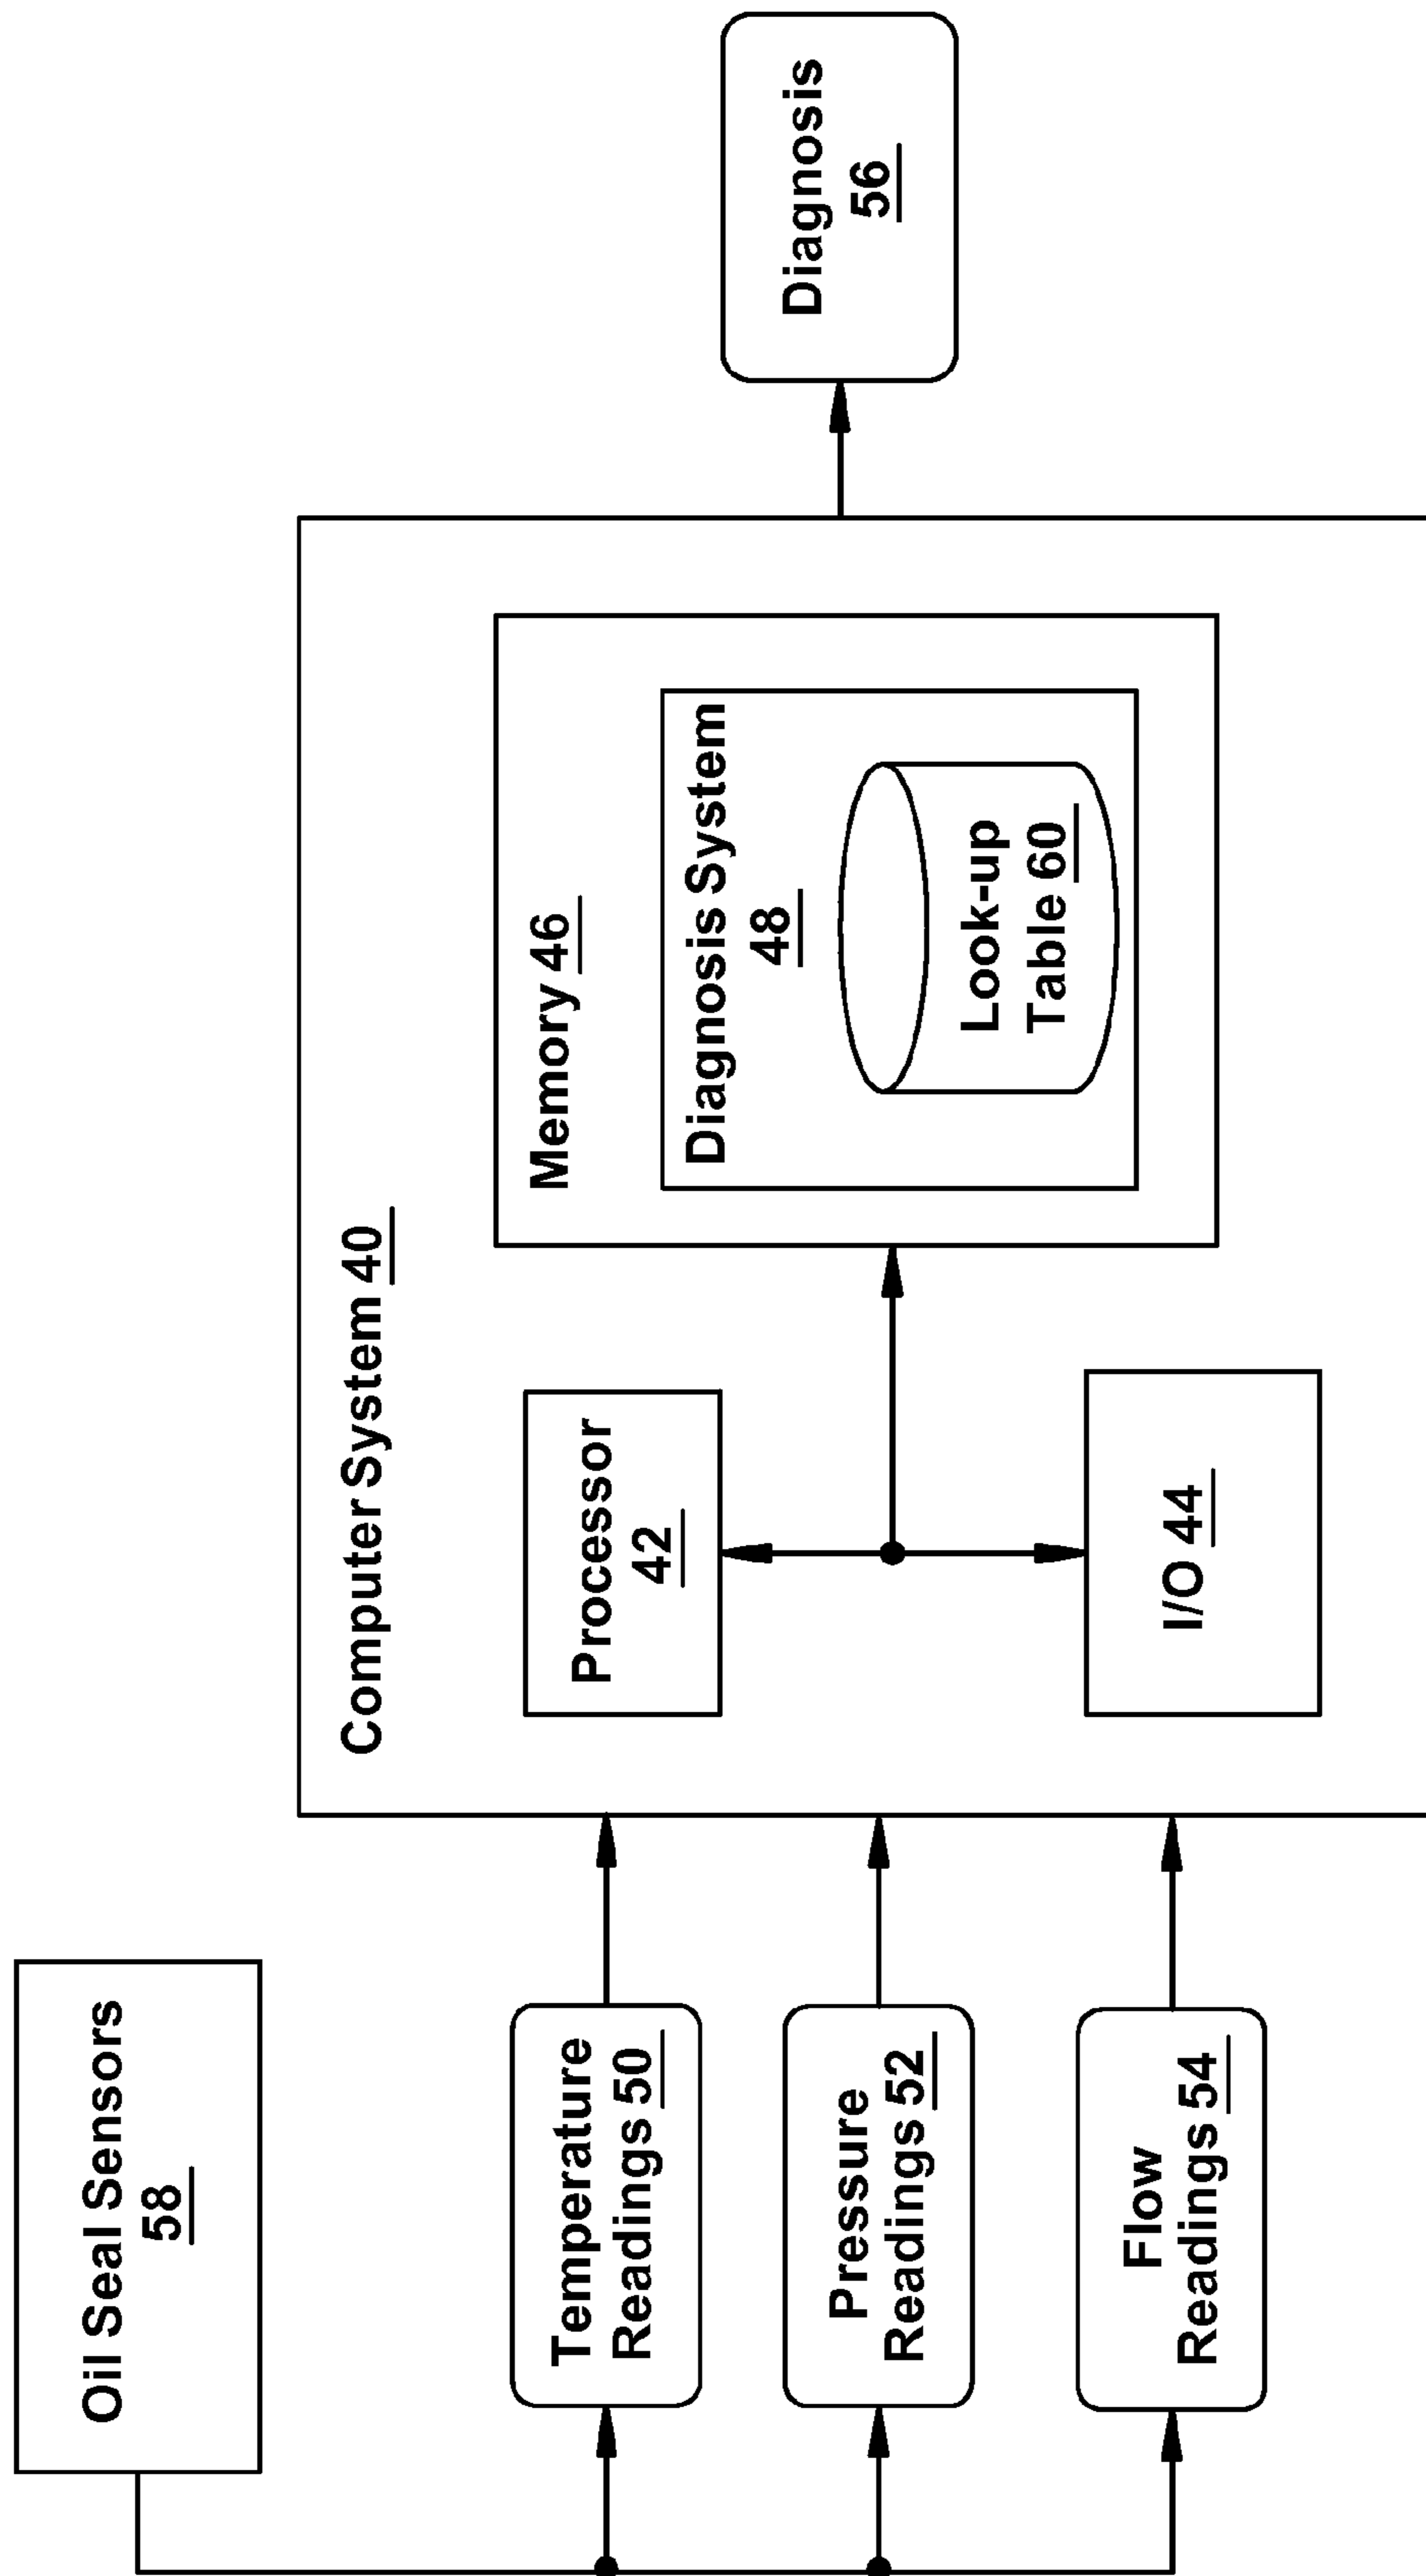 Oil Seal Sensors
58
Temperature
Readings 50
Pressure
Readings 52
Flow
Readings 54
Computer System 40
Processor
42
I/O 44
Memory 46
Diagnosis System
48
Look-up
Table 60
Diagnosis
56